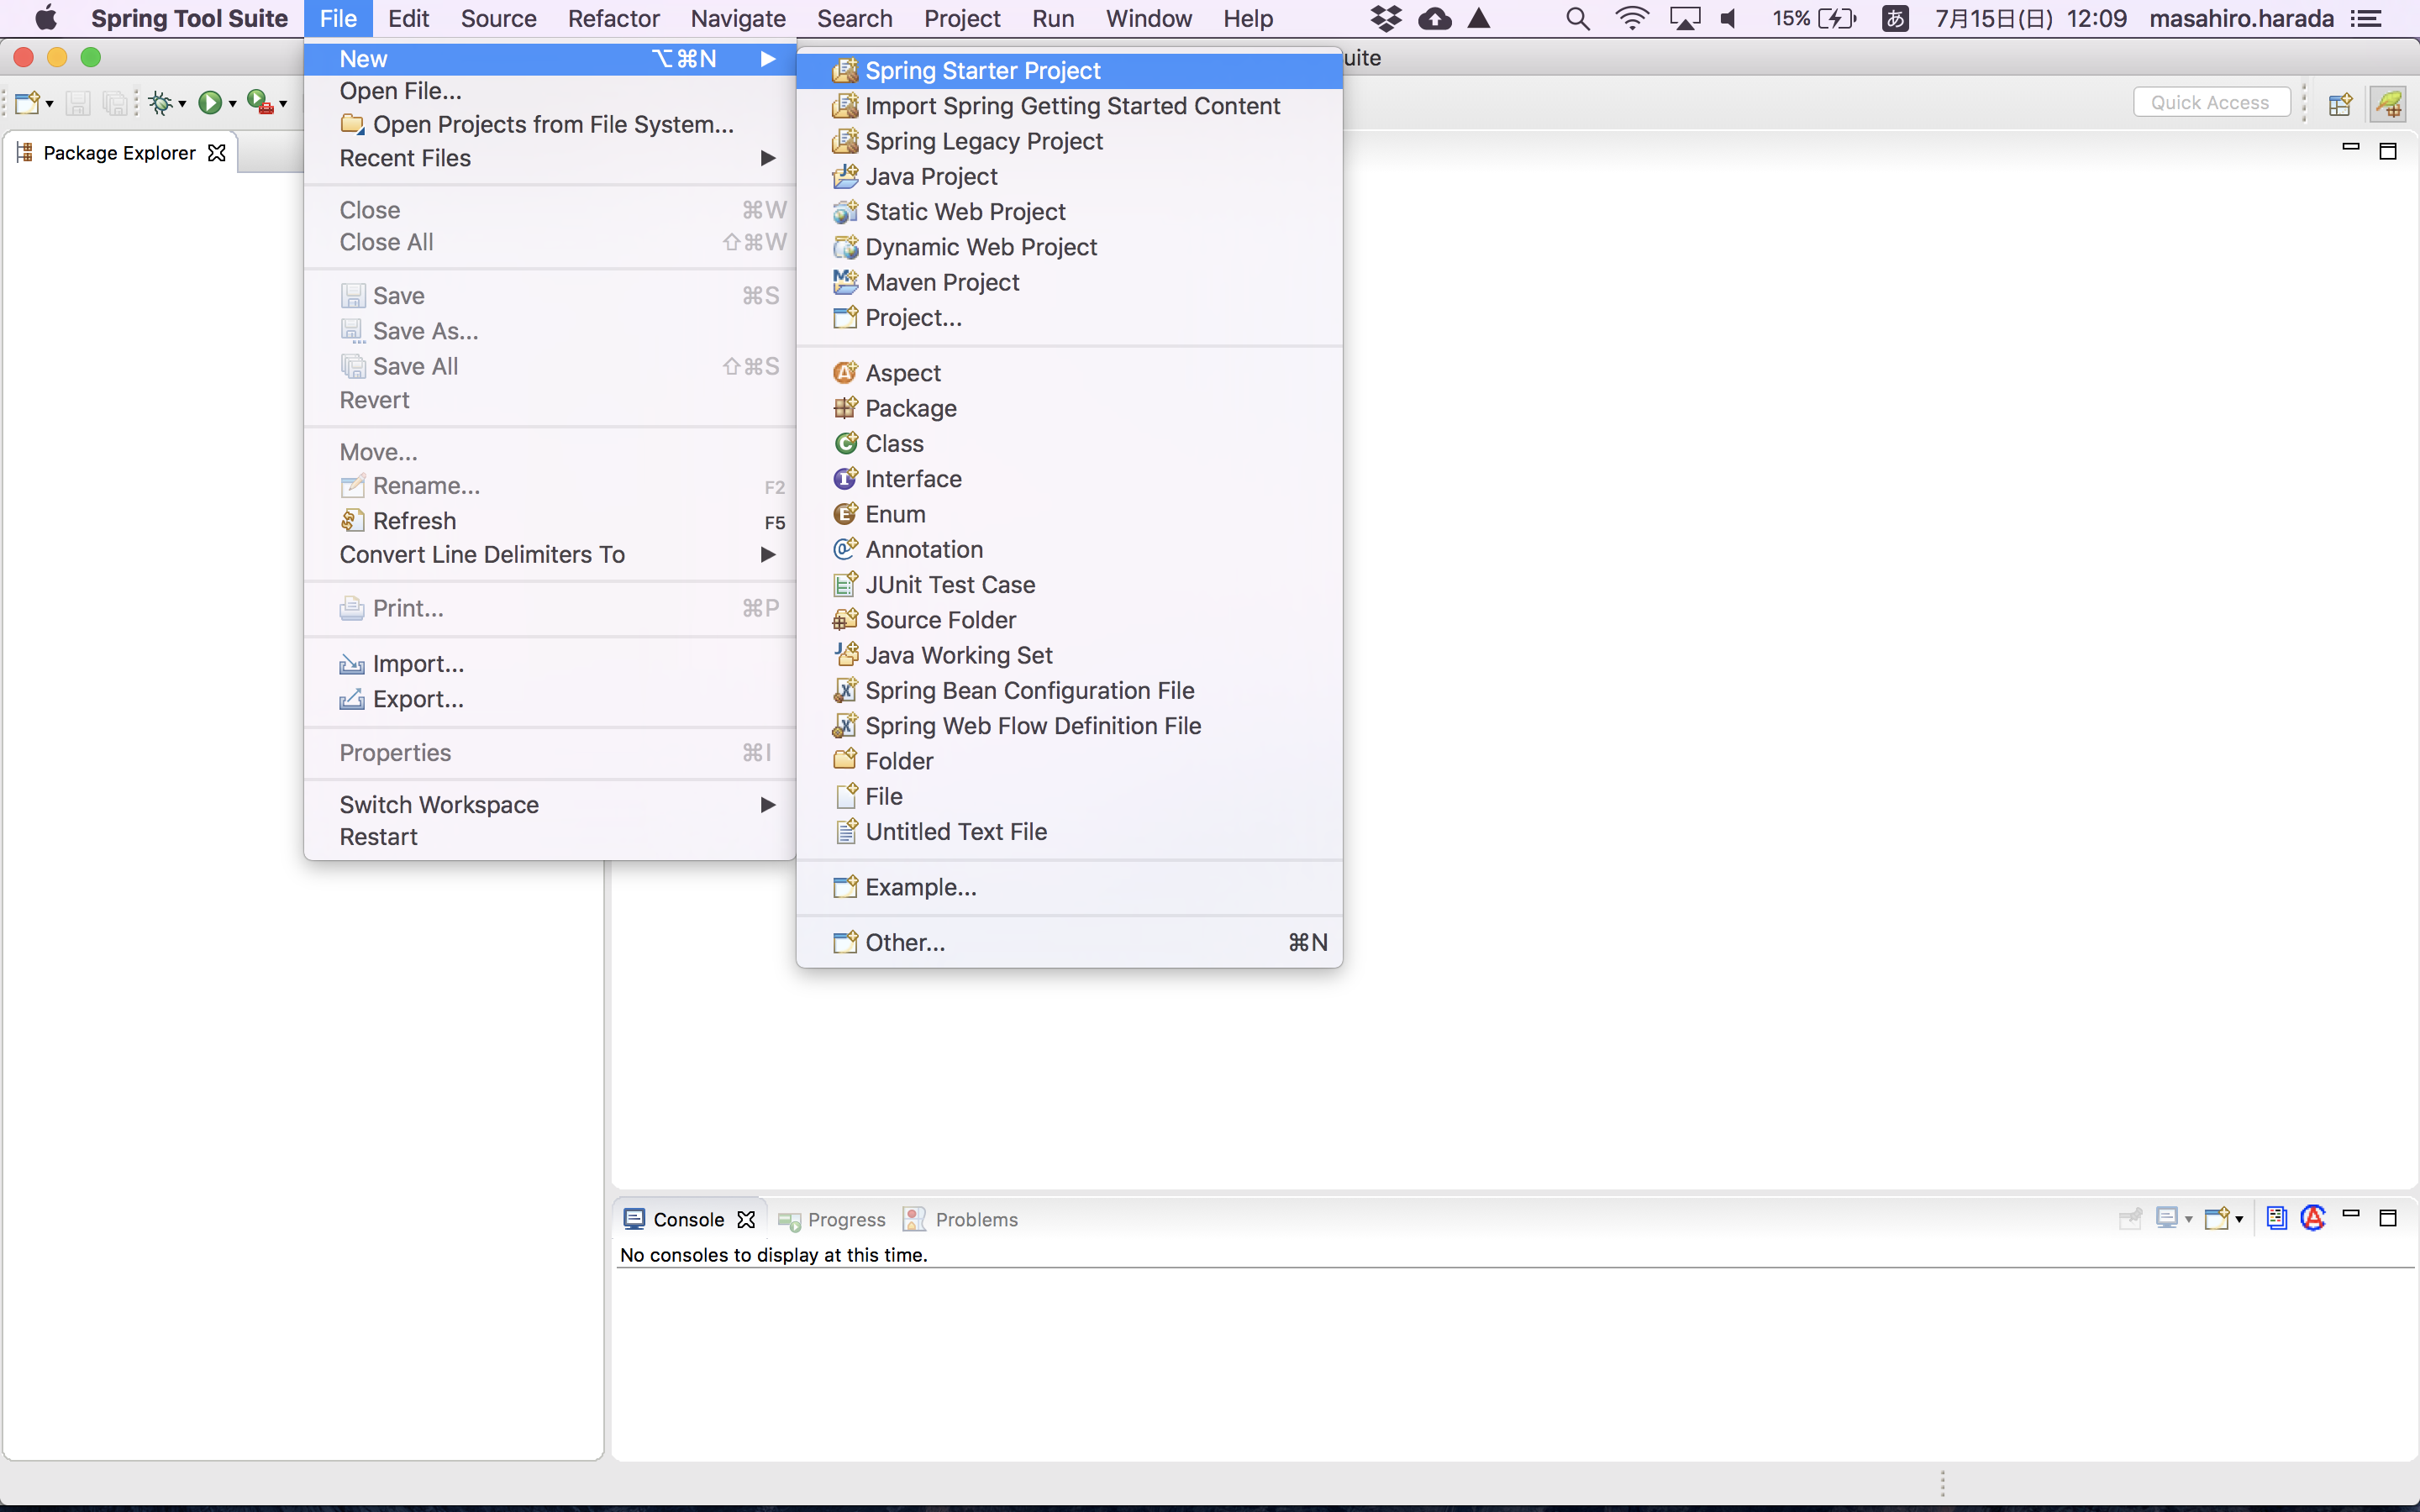 Spring Tool Suite File Edit Source Refactor Navigate Search Project Run Window Help 15% あ 7月15日(日) 12:09 masahiro.harada
uite
Quick Access
Package Explorer
New ⌥⌘N ▶
Open File...
Open Projects from File System...
Recent Files ▶
Close ⌘W
Close All ⇧⌘W
Save ⌘S
Save As...
Save All ⇧⌘S
Revert
Move...
Rename... F2
Refresh F5
Convert Line Delimiters To ▶
Print... ⌘P
Import...
Export...
Properties ⌘I
Switch Workspace ▶
Restart
Spring Starter Project
Import Spring Getting Started Content
Spring Legacy Project
Java Project
Static Web Project
Dynamic Web Project
Maven Project
Project...
Aspect
Package
Class
Interface
Enum
Annotation
JUnit Test Case
Source Folder
Java Working Set
Spring Bean Configuration File
Spring Web Flow Definition File
Folder
File
Untitled Text File
Example...
Other... ⌘N
Console Progress Problems
No consoles to display at this time.